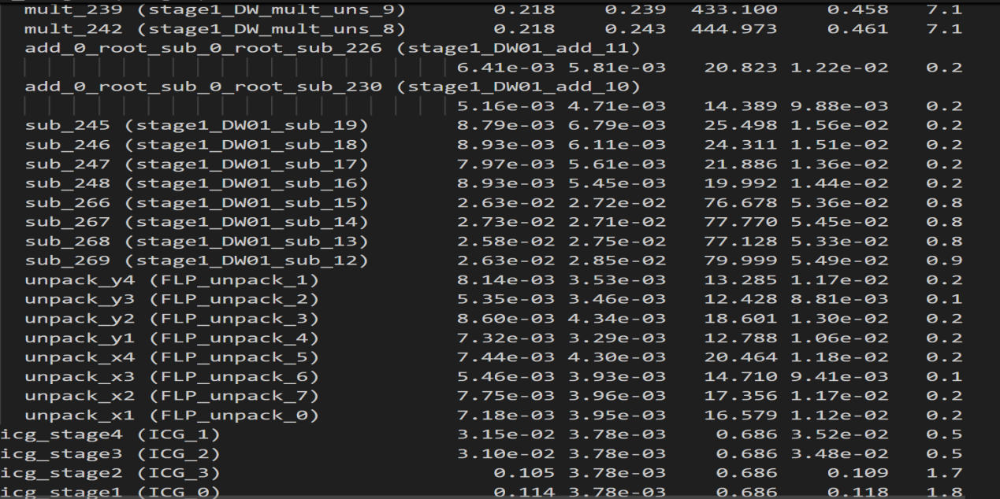 mult_239 (stage1_DW_mult_uns_9) 0.218 0.239 433.100 0.458 7.1
mult_242 (stage1_DW_mult_uns_8) 0.218 0.243 444.973 0.461 7.1
add_0_root_sub_0_root_sub_226 (stage1_DW01_add_11)
6.41e-03 5.81e-03 20.823 1.22e-02 0.2
add_0_root_sub_0_root_sub_230 (stage1_DW01_add_10)
5.16e-03 4.71e-03 14.389 9.88e-03 0.2
sub_245 (stage1_DW01_sub_19) 8.79e-03 6.79e-03 25.498 1.56e-02 0.2
sub_246 (stage1_DW01_sub_18) 8.93e-03 6.11e-03 24.311 1.51e-02 0.2
sub_247 (stage1_DW01_sub_17) 7.97e-03 5.61e-03 21.886 1.36e-02 0.2
sub_248 (stage1_DW01_sub_16) 8.93e-03 5.45e-03 19.992 1.44e-02 0.2
sub_266 (stage1_DW01_sub_15) 2.63e-02 2.72e-02 76.678 5.36e-02 0.8
sub_267 (stage1_DW01_sub_14) 2.73e-02 2.71e-02 77.770 5.45e-02 0.8
sub_268 (stage1_DW01_sub_13) 2.58e-02 2.75e-02 77.128 5.33e-02 0.8
sub_269 (stage1_DW01_sub_12) 2.63e-02 2.85e-02 79.999 5.49e-02 0.9
unpack_y4 (FLP_unpack_1) 8.14e-03 3.53e-03 13.285 1.17e-02 0.2
unpack_y3 (FLP_unpack_2) 5.35e-03 3.46e-03 12.428 8.81e-03 0.1
unpack_y2 (FLP_unpack_3) 8.60e-03 4.34e-03 18.601 1.30e-02 0.2
unpack_y1 (FLP_unpack_4) 7.32e-03 3.29e-03 12.788 1.06e-02 0.2
unpack_x4 (FLP_unpack_5) 7.44e-03 4.30e-03 20.464 1.18e-02 0.2
unpack_x3 (FLP_unpack_6) 5.46e-03 3.93e-03 14.710 9.41e-03 0.1
unpack_x2 (FLP_unpack_7) 7.75e-03 3.96e-03 17.356 1.17e-02 0.2
unpack_x1 (FLP_unpack_0) 7.18e-03 3.95e-03 16.579 1.12e-02 0.2
icg_stage4 (ICG_1) 3.15e-02 3.78e-03 0.686 3.52e-02 0.5
icg_stage3 (ICG_2) 3.10e-02 3.78e-03 0.686 3.48e-02 0.5
icg_stage2 (ICG_3) 0.105 3.78e-03 0.686 0.109 1.7
icg_stage1 (ICG_0) 0.114 3.78e-03 0.686 0.118 1.8